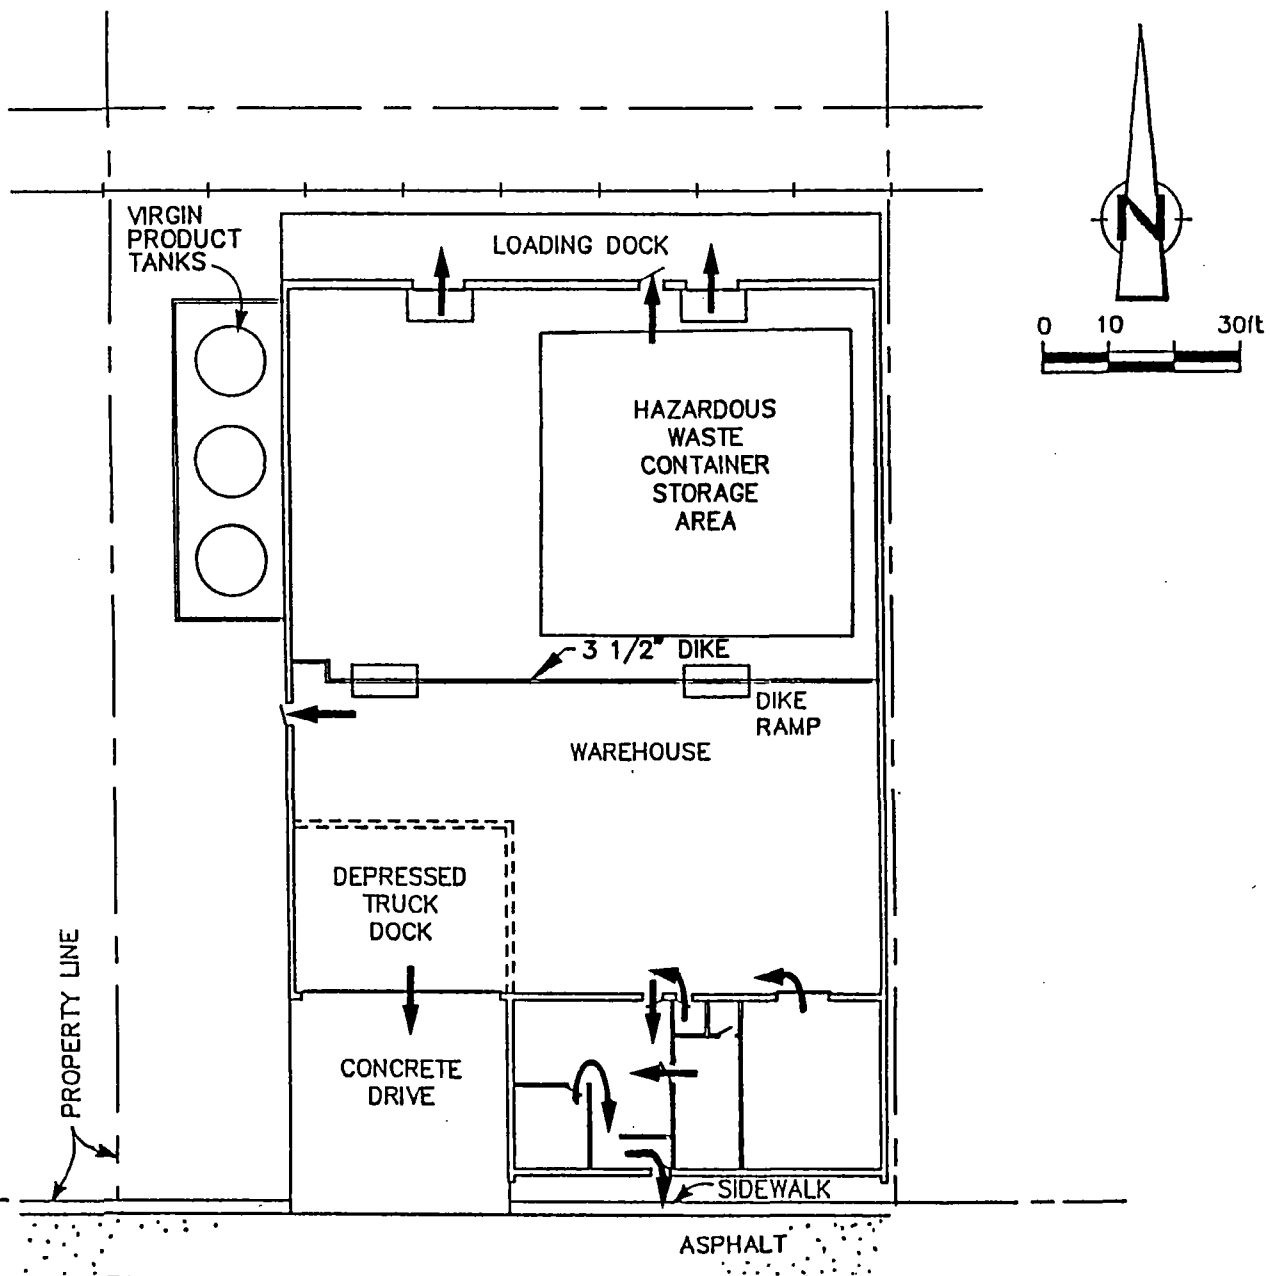 VIRGIN
PRODUCT
TANKS
LOADING DOCK
N
0 10 30ft
HAZARDOUS
WASTE
CONTAINER
STORAGE
AREA
3 1/2" DIKE
DIKE
RAMP
WAREHOUSE
DEPRESSED
TRUCK
DOCK
PROPERTY LINE
CONCRETE
DRIVE
SIDEWALK
ASPHALT